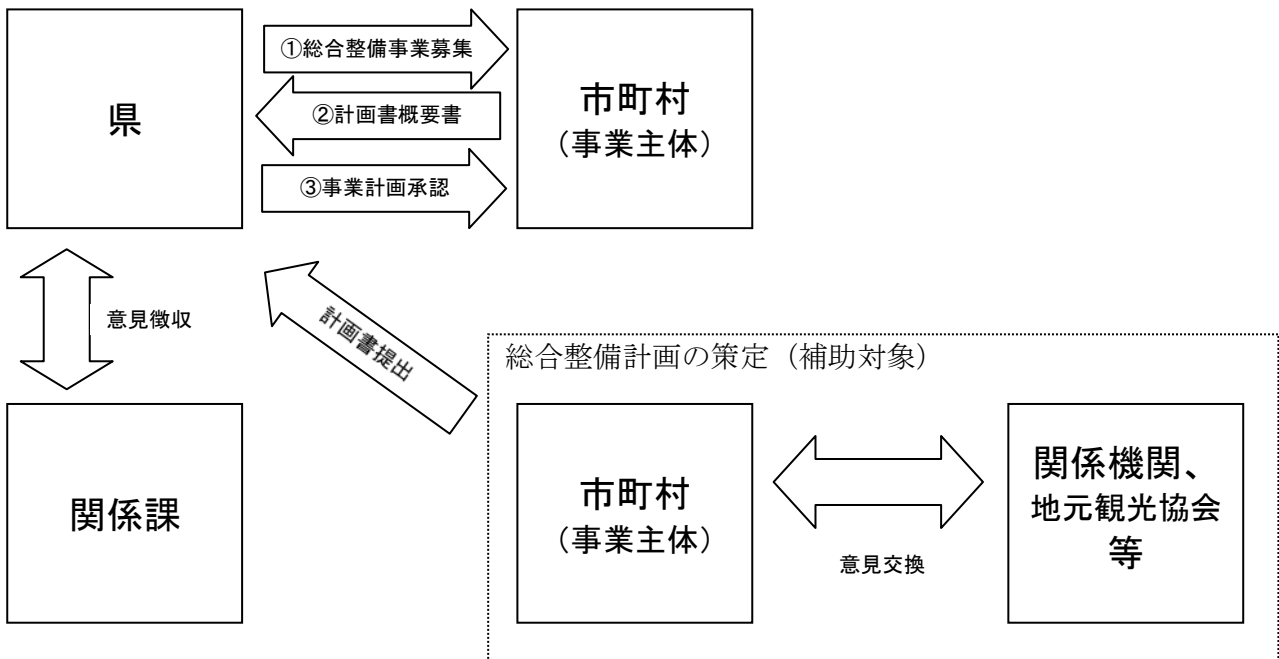 県
①総合整備事業募集
②計画書概要書
③事業計画承認
市町村
（事業主体）
意見徴収
計画書提出
関係課
総合整備計画の策定（補助対象）
市町村
（事業主体）
意見交換
関係機関、
地元観光協会
等